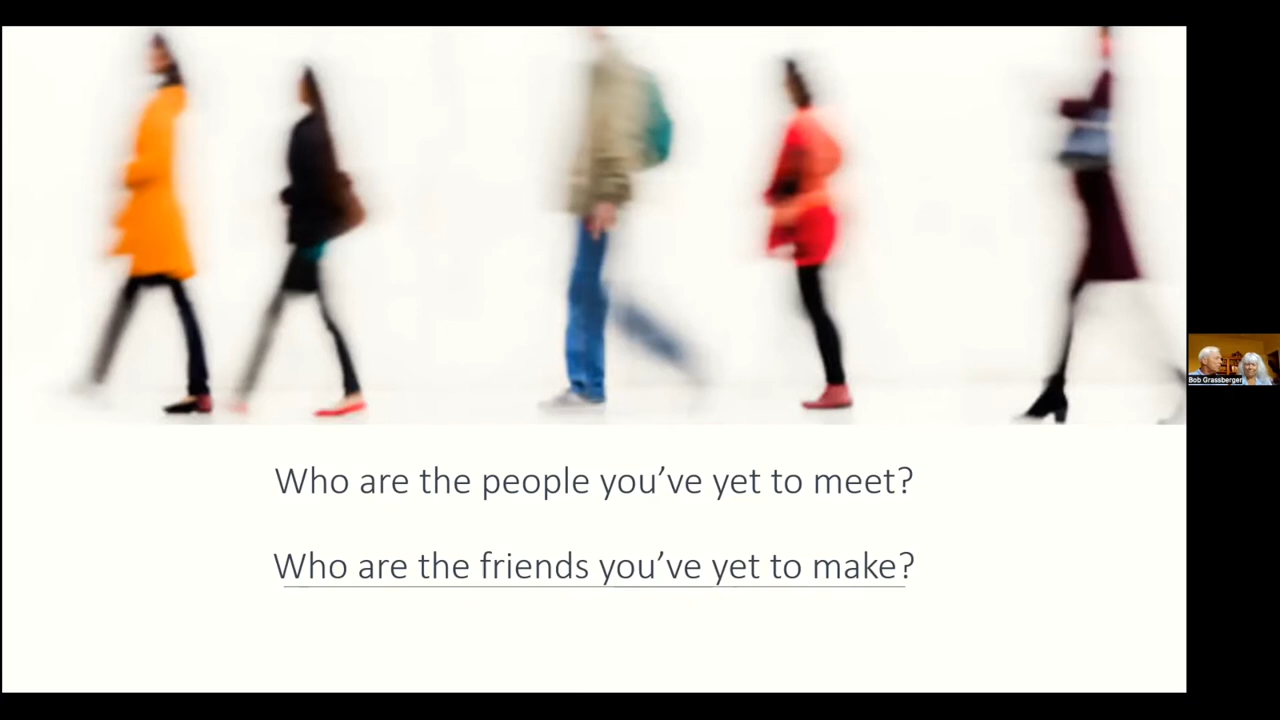 Who are the people you’ve yet to meet?
Who are the friends you’ve yet to make?
Bob Grassberger